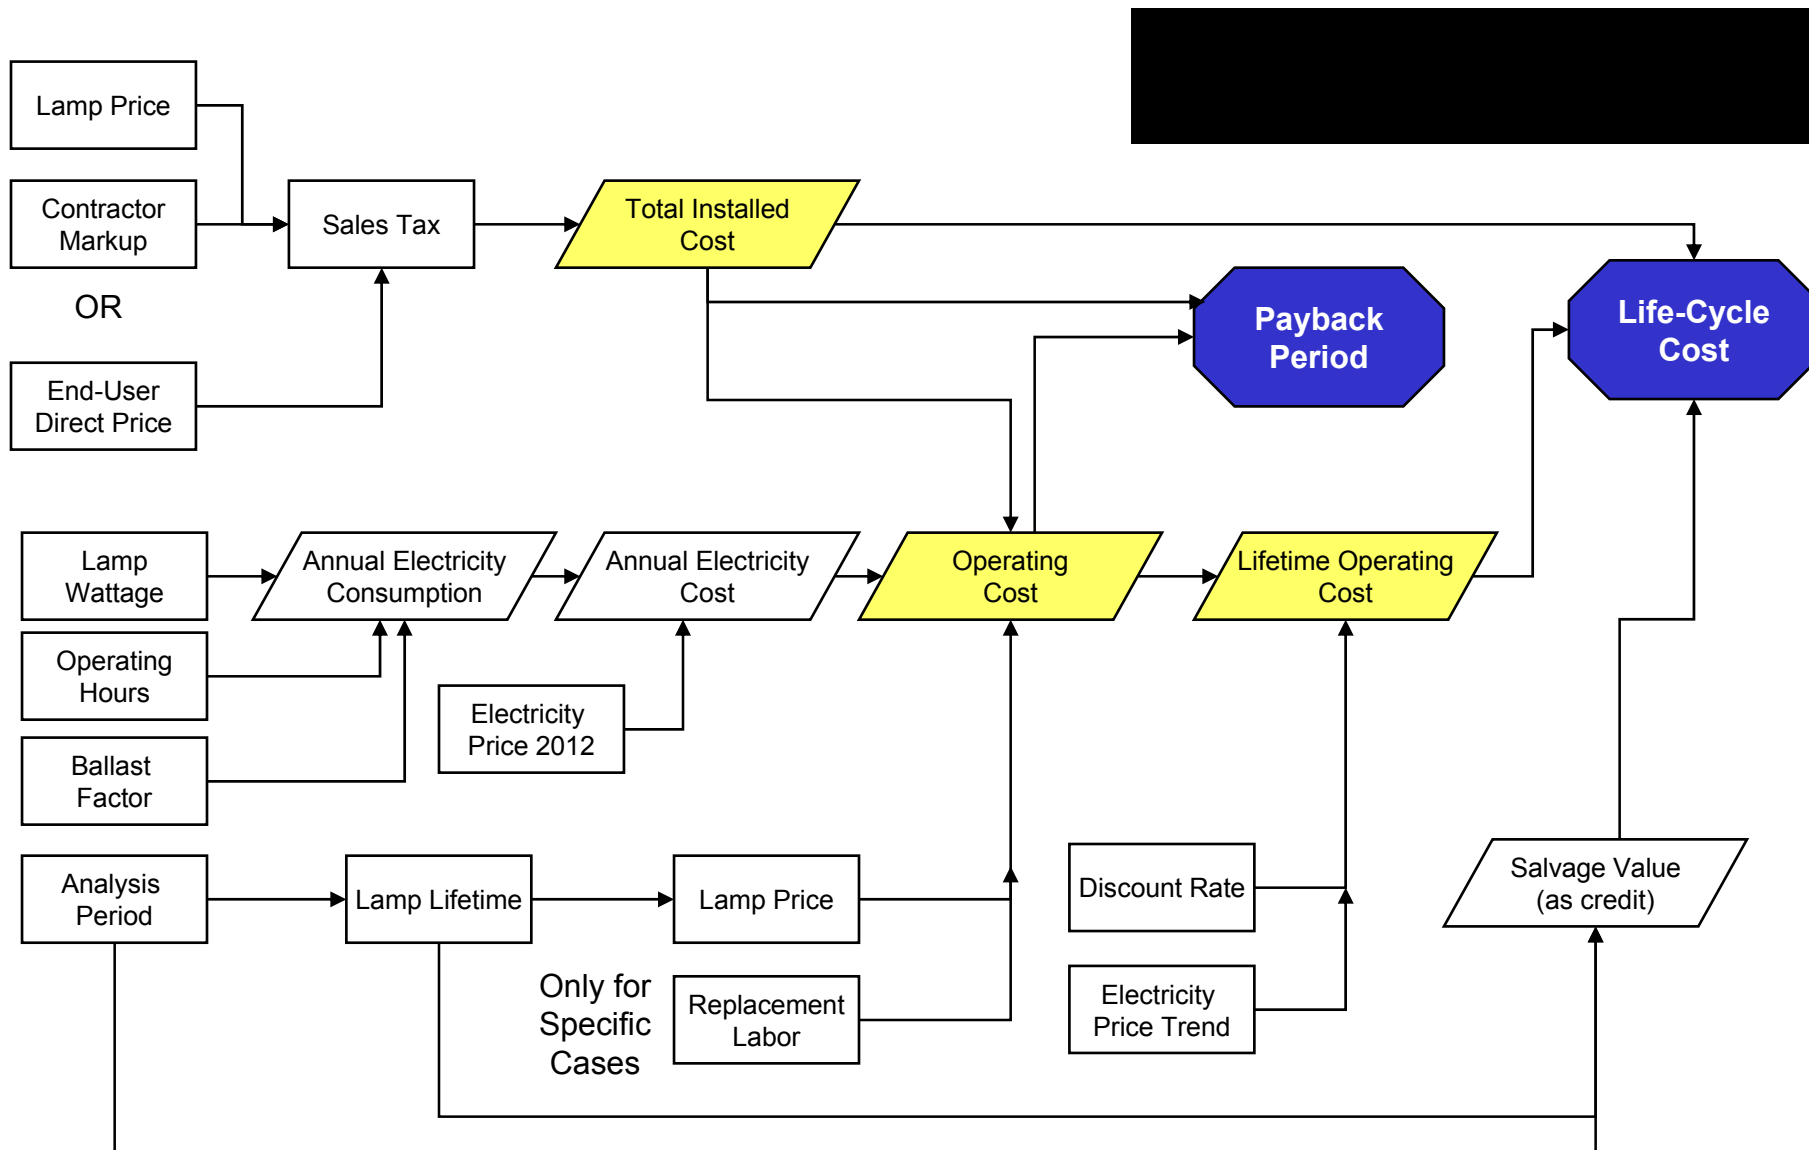 Lamp Price
Contractor
Markup
OR
End-User
Direct Price
Sales Tax
Total Installed
Cost
Payback
Period
Life-Cycle
Cost
Lamp
Wattage
Annual Electricity
Consumption
Annual Electricity
Cost
Operating
Cost
Lifetime Operating
Cost
Operating
Hours
Electricity
Price 2012
Ballast
Factor
Analysis
Period
Lamp Lifetime
Lamp Price
Discount Rate
Salvage Value
(as credit)
Only for
Specific
Cases
Replacement
Labor
Electricity
Price Trend